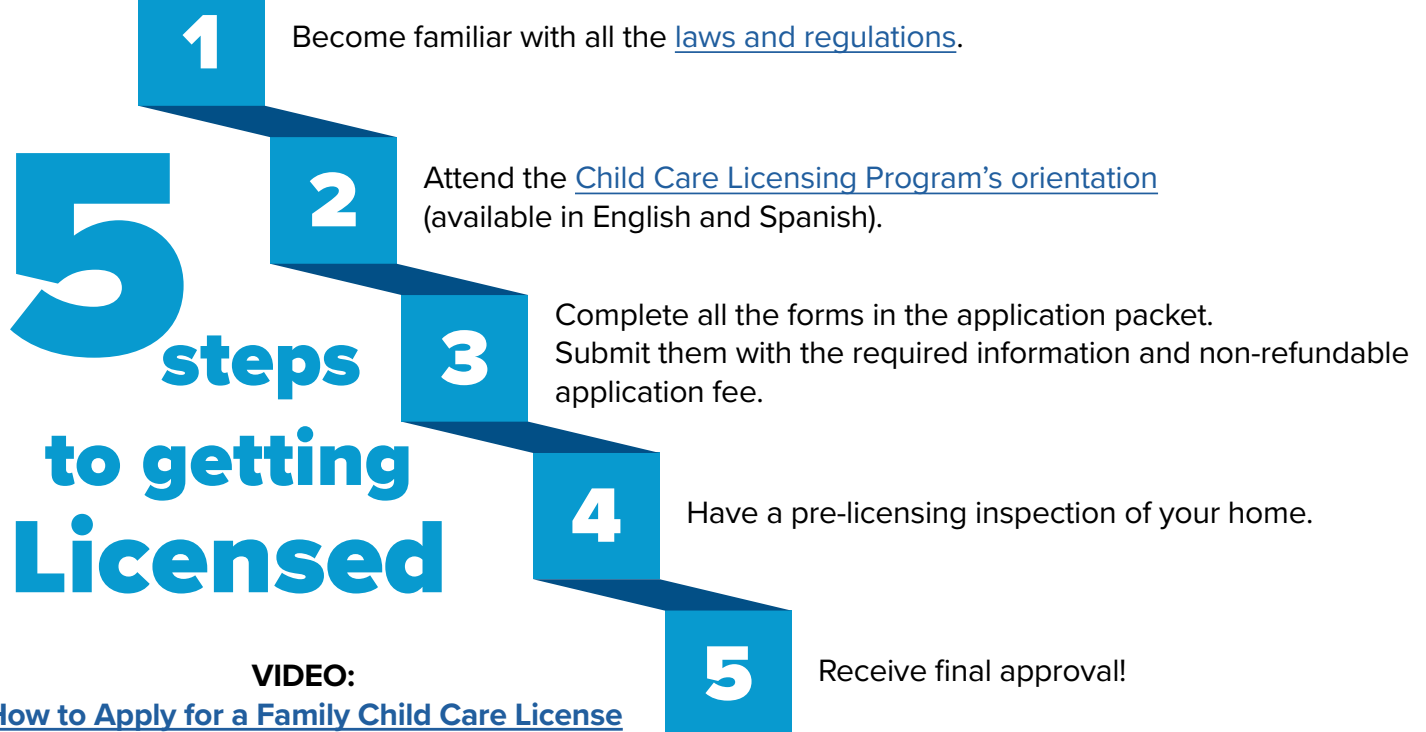 1
Become familiar with all the laws and regulations.
2
Attend the Child Care Licensing Program’s orientation
(available in English and Spanish).
3
Complete all the forms in the application packet.
Submit them with the required information and non-refundable
application fee.
4
Have a pre-licensing inspection of your home.
5
Receive final approval!
5
steps
to getting
Licensed
VIDEO:
How to Apply for a Family Child Care License